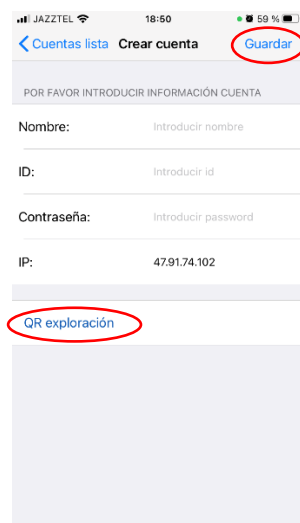 JAZZTEL 18:50 59 %
Cuentas lista Crear cuenta Guardar
POR FAVOR INTRODUCIR INFORMACIÓN CUENTA
Nombre: Introducir nombre
ID: Introducir id
Contraseña: Introducir password
IP: 47.91.74.102
QR exploración